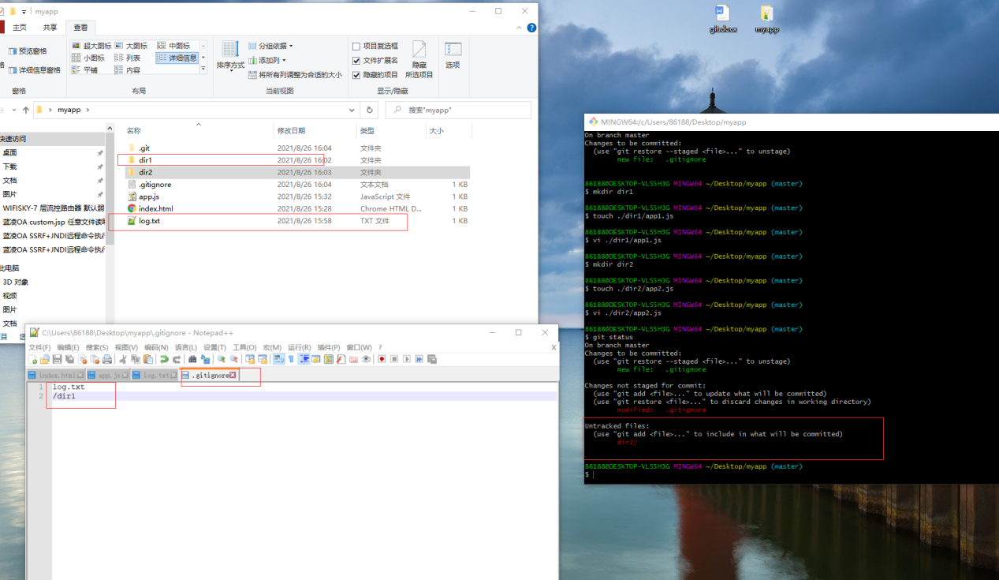 myapp
主页 共享 查看
预览窗格
详细信息窗格
窗格
超大图标 大图标 中图标
小图标 列表 详细信息
平铺 内容
布局
排序方式
分组依据
添加列
将所有列调整为合适的大小
当前视图
项目复选框
文件扩展名
隐藏的项目
隐藏
所选项目
显示/隐藏
选项
myapp
搜索"myapp"
名称 修改日期 类型 大小
.git 2021/8/26 16:04 文件夹
dir1 2021/8/26 16:02 文件夹
dir2 2021/8/26 16:03 文件夹
.gitignore 2021/8/26 16:04 文本文档 1 KB
app.js 2021/8/26 15:32 JavaScript 文件 1 KB
index.html 2021/8/26 15:28 Chrome HTML D... 1 KB
log.txt 2021/8/26 15:58 TXT 文件 1 KB
快速访问
桌面
下载
文档
图片
WIFISKY-7 层流控路由器 默认弱
蓝凌OA custom.jsp 任意文件读取
蓝凌OA SSRF+JNDI远程命令执行
蓝凌OA SSRF+JNDI远程命令执行
此电脑
3D 对象
视频
图片
文档
C:\Users\86188\Desktop\myapp\.gitignore - Notepad++
文件(F) 编辑(E) 搜索(S) 视图(V) 编码(N) 语言(L) 设置(T) 工具(O) 宏(M) 运行(R) 插件(P) 窗口(W) ? X
index.html app.js log.txt .gitignore
1 log.txt
2 /dir1
git.docx
myapp
MINGW64:/c/Users/86188/Desktop/myapp
On branch master
Changes to be committed:
(use "git restore --staged <file>..." to unstage)
new file: .gitignore
86188@DESKTOP-VLS5H3G MINGW64 ~/Desktop/myapp (master)
$ mkdir dir1
86188@DESKTOP-VLS5H3G MINGW64 ~/Desktop/myapp (master)
$ touch ./dir1/app1.js
86188@DESKTOP-VLS5H3G MINGW64 ~/Desktop/myapp (master)
$ vi ./dir1/app1.js
86188@DESKTOP-VLS5H3G MINGW64 ~/Desktop/myapp (master)
$ mkdir dir2
86188@DESKTOP-VLS5H3G MINGW64 ~/Desktop/myapp (master)
$ touch ./dir2/app2.js
86188@DESKTOP-VLS5H3G MINGW64 ~/Desktop/myapp (master)
$ vi ./dir2/app2.js
86188@DESKTOP-VLS5H3G MINGW64 ~/Desktop/myapp (master)
$ git status
On branch master
Changes to be committed:
(use "git restore --staged <file>..." to unstage)
new file: .gitignore
Changes not staged for commit:
(use "git add <file>..." to update what will be committed)
(use "git restore <file>..." to discard changes in working directory)
modified: .gitignore
Untracked files:
(use "git add <file>..." to include in what will be committed)
dir2/
86188@DESKTOP-VLS5H3G MINGW64 ~/Desktop/myapp (master)
$